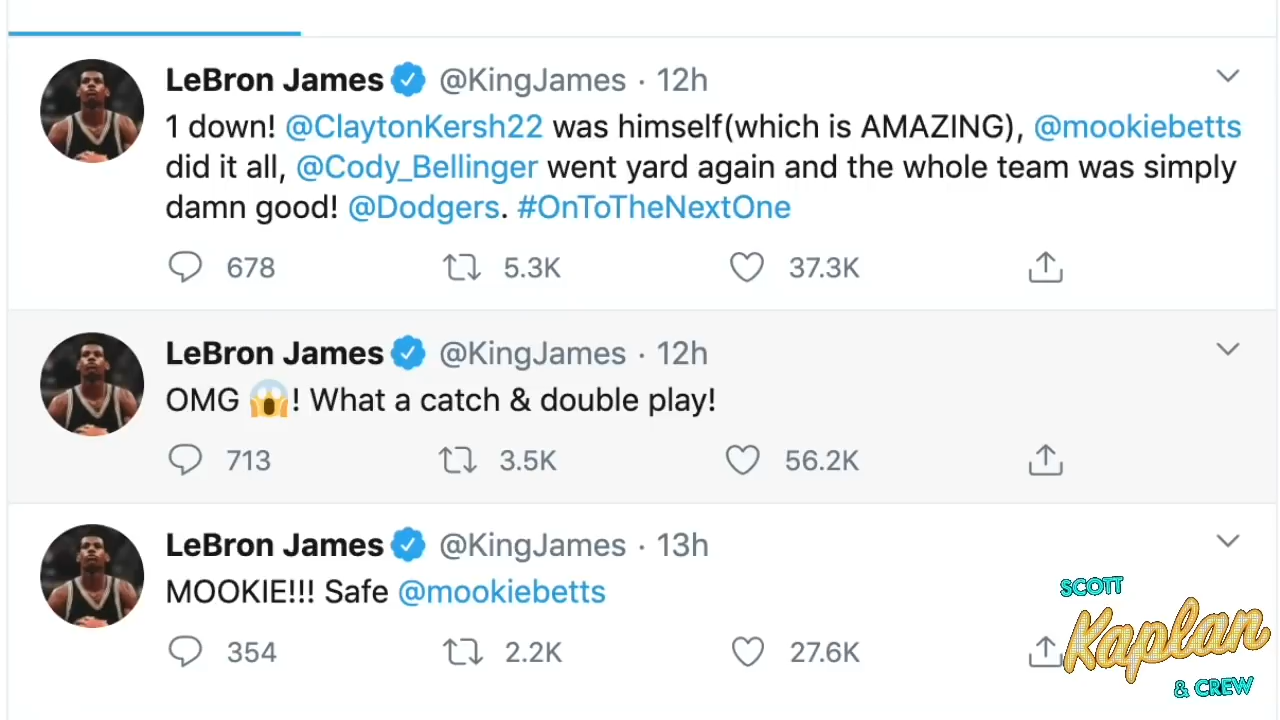 LeBron James @KingJames · 12h
1 down! @ClaytonKersh22 was himself(which is AMAZING), @mookiebetts
did it all, @Cody_Bellinger went yard again and the whole team was simply
damn good! @Dodgers. #OnToTheNextOne
678 5.3K 37.3K
LeBron James @KingJames · 12h
OMG 😱! What a catch & double play!
713 3.5K 56.2K
LeBron James @KingJames · 13h
MOOKIE!!! Safe @mookiebetts
354 2.2K 27.6K
SCOTT
Kaplan
& CREW